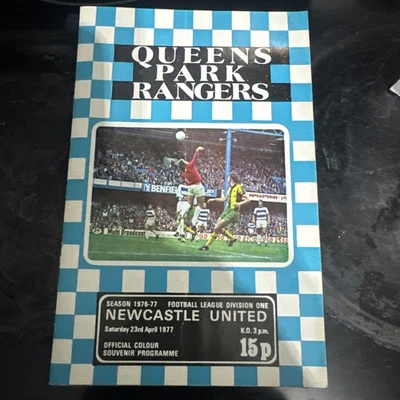 QUEENS
PARK
RANGERS
BENFIE
SEASON 1976-77 FOOTBALL LEAGUE DIVISION ONE
NEWCASTLE UNITED
Saturday 23rd April 1977 K.O. 3 p.m.
OFFICIAL COLOUR
SOUVENIR PROGRAMME
15p